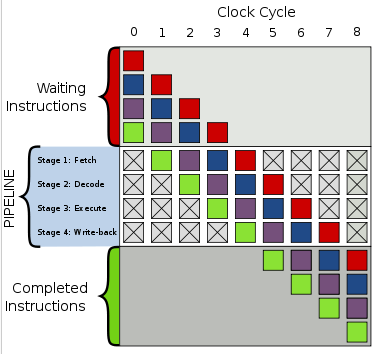 Clock Cycle
0 1 2 3 4 5 6 7 8
Waiting
Instructions
PIPELINE
Stage 1: Fetch
Stage 2: Decode
Stage 3: Execute
Stage 4: Write-back
Completed
Instructions